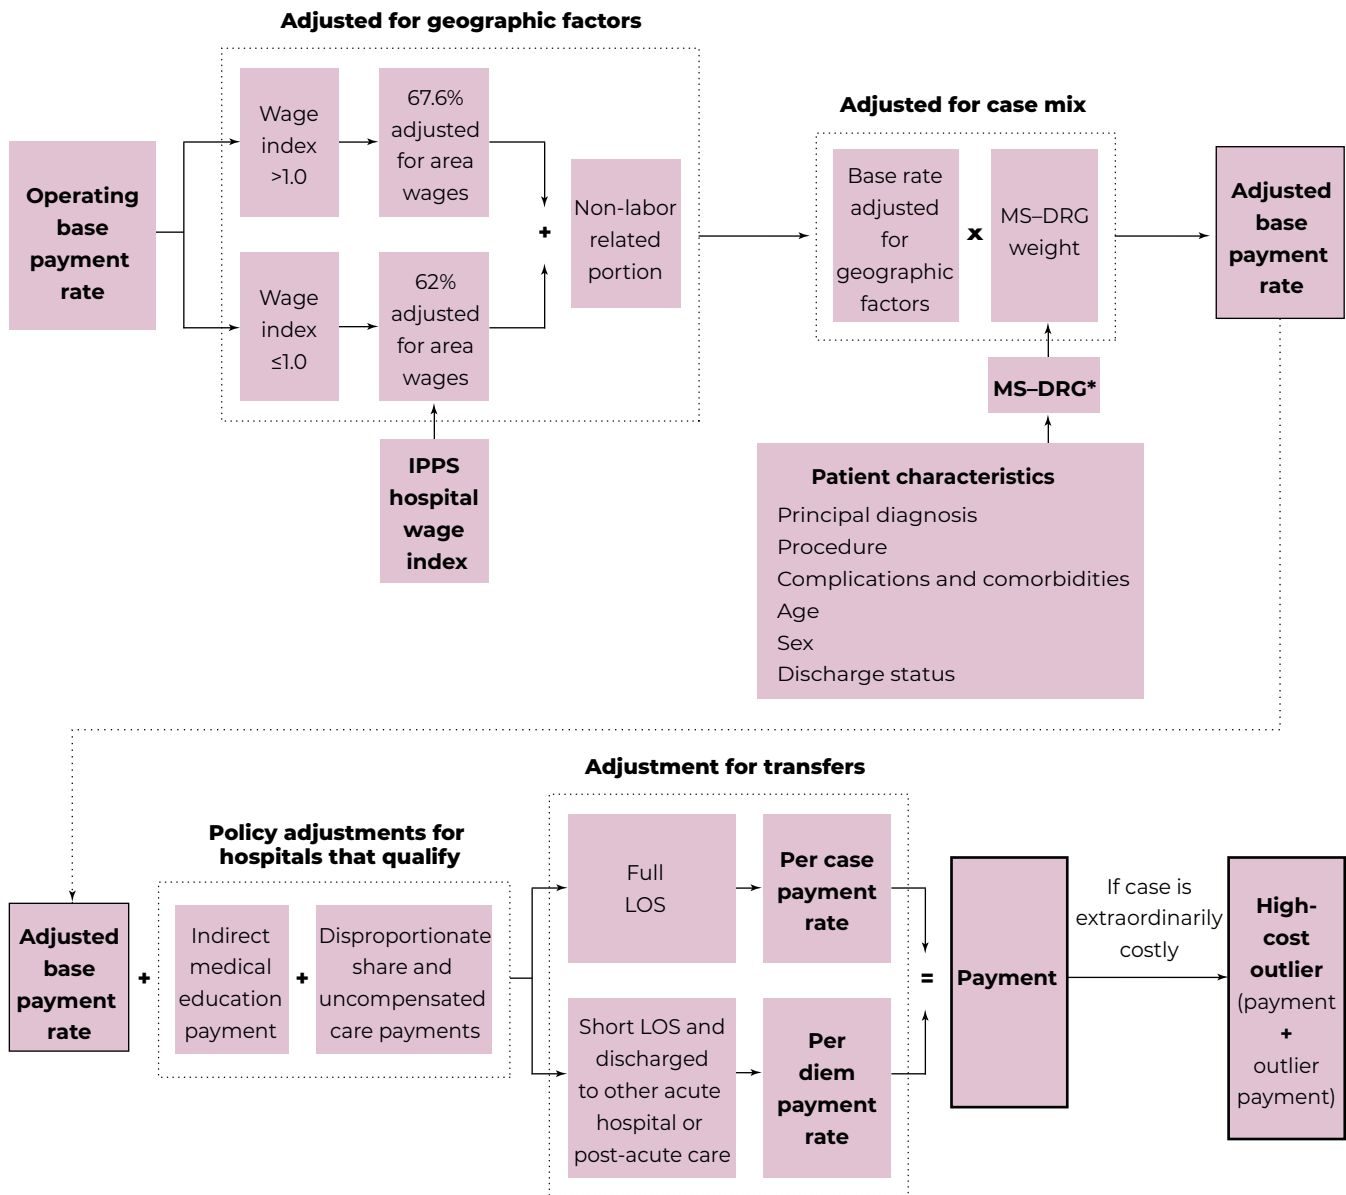 Adjusted for geographic factors
Operating
base
payment
rate
Wage
index
>1.0
67.6%
adjusted
for area
wages
Wage
index
≤1.0
62%
adjusted
for area
wages
+
Non-labor
related
portion
IPPS
hospital
wage
index
Adjusted for case mix
Base rate
adjusted
for
geographic
factors
x
MS–DRG
weight
MS–DRG*
Patient characteristics
Principal diagnosis
Procedure
Complications and comorbidities
Age
Sex
Discharge status
Adjusted
base
payment
rate
Adjusted
base
payment
rate
+
Policy adjustments for
hospitals that qualify
Indirect
medical
education
payment
+
Disproportionate
share and
uncompensated
care payments
Adjustment for transfers
Full
LOS
Per case
payment
rate
Short LOS and
discharged
to other acute
hospital or
post-acute care
Per
diem
payment
rate
=
Payment
If case is
extraordinarily
costly
High-
cost
outlier
(payment
+
outlier
payment)